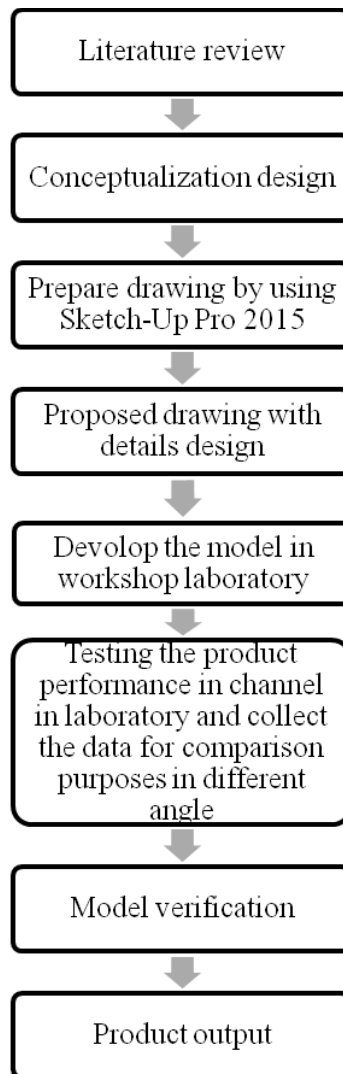 Literature review
Conceptualization design
Prepare drawing by using
Sketch-Up Pro 2015
Proposed drawing with
details design
Devolop the model in
workshop laboratory
Testing the product
performance in channel
in laboratory and collect
the data for comparison
purposes in different
angle
Model verification
Product output